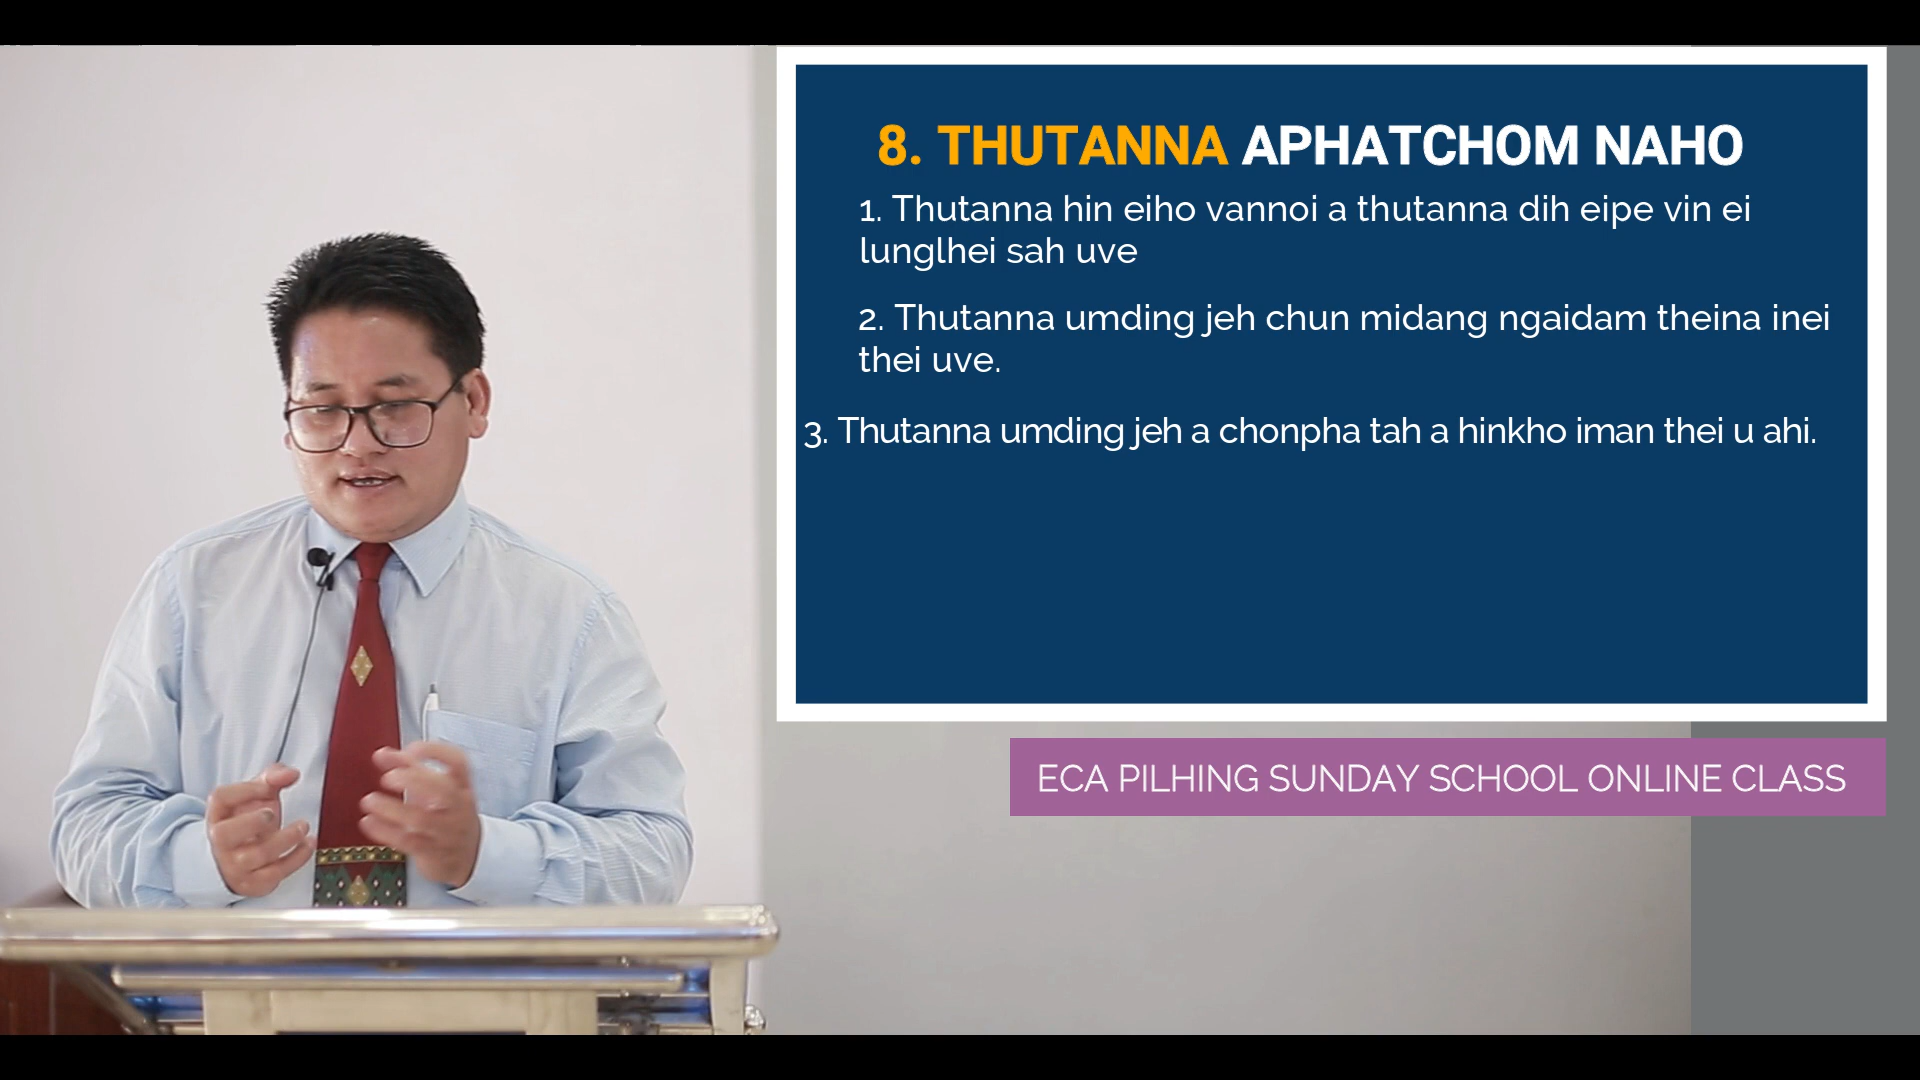 8. THUTANNA APHATCHOM NAHO
1. Thutanna hin eiho vannoi a thutanna dih eipe vin ei
lunglhei sah uve
2. Thutanna umding jeh chun midang ngaidam theina inei
thei uve.
3. Thutanna umding jeh a chonpha tah a hinkho iman thei u ahi.
ECA PILHING SUNDAY SCHOOL ONLINE CLASS